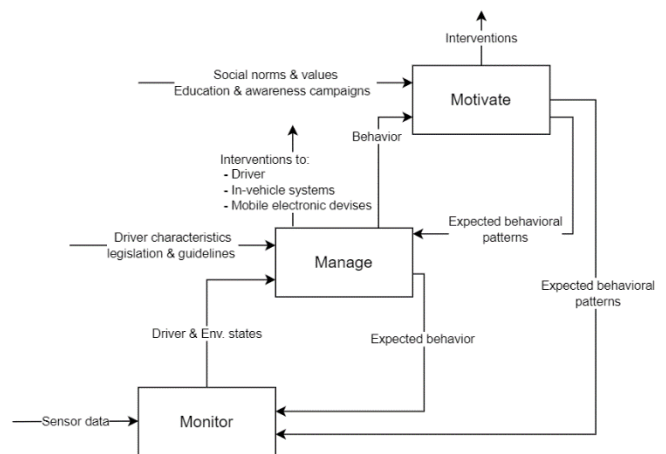 Interventions
Social norms & values
Education & awareness campaigns
Motivate
Behavior
Interventions to:
- Driver
- In-vehicle systems
- Mobile electronic devises
Expected behavioral
patterns
Driver characteristics
legislation & guidelines
Manage
Expected behavioral
patterns
Driver & Env. states
Expected behavior
Sensor data
Monitor